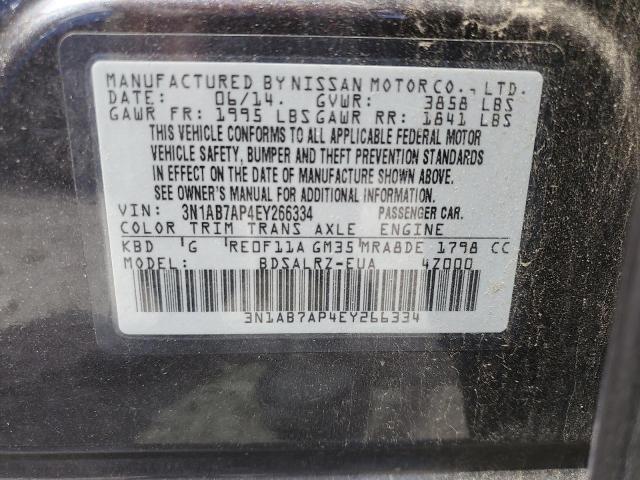 MANUFACTURED BY NISSAN MOTOR CO., LTD.
DATE: 06/14. GVWR: 3858 LBS
GAWR FR: 1995 LBS GAWR RR: 1841 LBS
THIS VEHICLE CONFORMS TO ALL APPLICABLE FEDERAL MOTOR
VEHICLE SAFETY, BUMPER AND THEFT PREVENTION STANDARDS
IN EFFECT ON THE DATE OF MANUFACTURE SHOWN ABOVE.
SEE OWNER'S MANUAL FOR ADDITIONAL INFORMATION.
VIN: 3N1AB7AP4EY266334 PASSENGER CAR.
COLOR TRIM TRANS AXLE ENGINE
KBD G RE0F11A GM35 MRA8DE 1798 CC
MODEL: BDSALRZ-EUA 4Z000
3N1AB7AP4EY266334